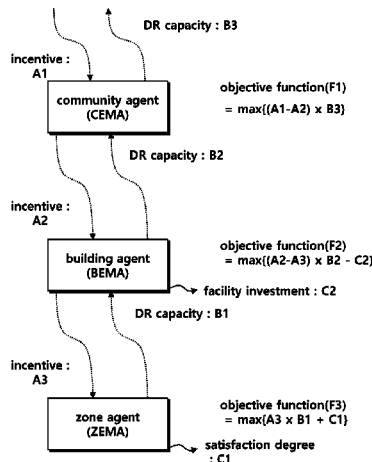 DR capacity : B3
incentive :
A1
community agent
(CEMA)
objective function(F1)
= max{(A1-A2) x B3}
DR capacity : B2
incentive :
A2
building agent
(BEMA)
objective function(F2)
= max{(A2-A3) x B2 - C2}
facility investment : C2
DR capacity : B1
incentive :
A3
zone agent
(ZEMA)
objective function(F3)
= max{A3 x B1 + C1}
satisfaction degree
: C1